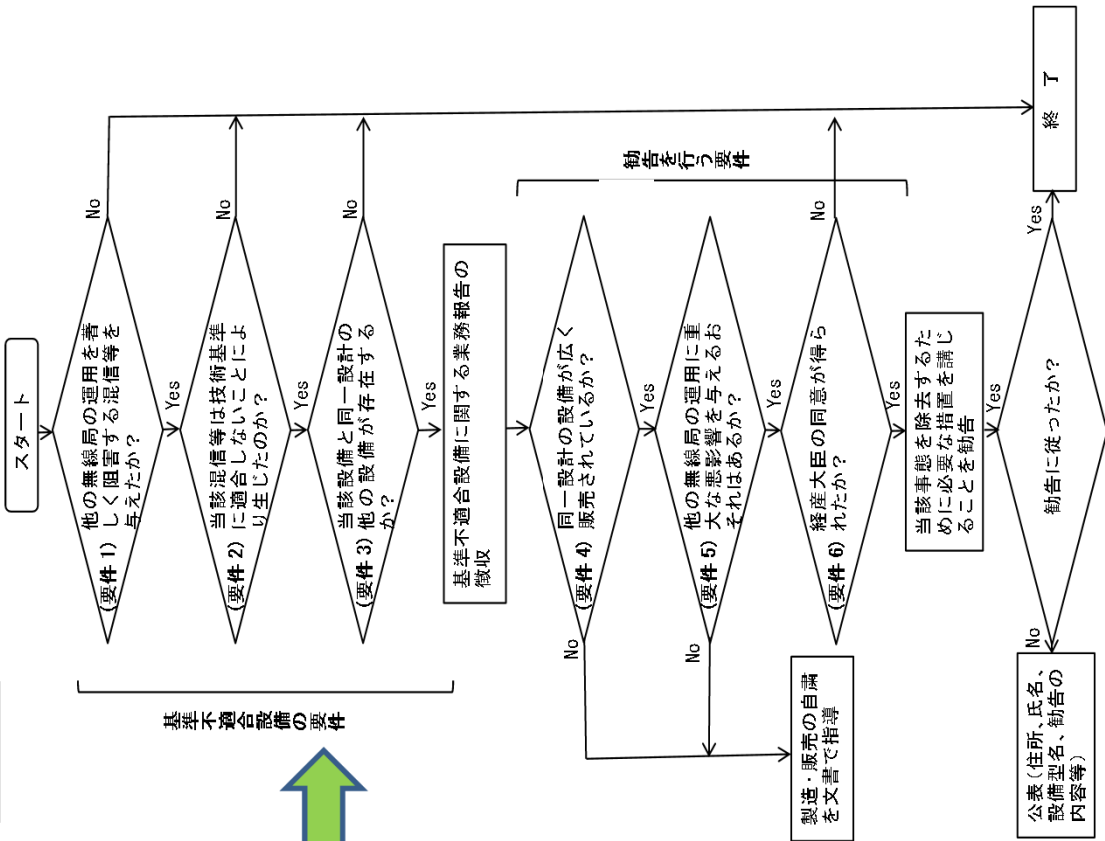 スタート
(要件1)
他の無線局の運用を著
しく阻害する混信等を
与えたか?
No
Yes
(要件2)
当該混信等は技術基準
に適合しないことによ
り生じたのか?
No
Yes
(要件3)
当該設備と同一設計の
他の設備が存在する
か?
No
Yes
基準不適合設備の要件
基準不適合設備に関する業務報告の
徴収
(要件4)
同一設計の設備が広く
販売されているか?
No
Yes
(要件5)
他の無線局の運用に重
大な悪影響を与えるお
それはあるか?
No
Yes
(要件6)
経産大臣の同意が得ら
れたか?
No
Yes
勧告を行う要件
製造・販売の自粛
を文書で指導
当該事態を除去するた
めに必要な措置を講じ
ることを勧告
Yes
勧告に従ったか?
No
Yes
公表(住所、氏名、
設備型名、勧告の
内容等)
終 了